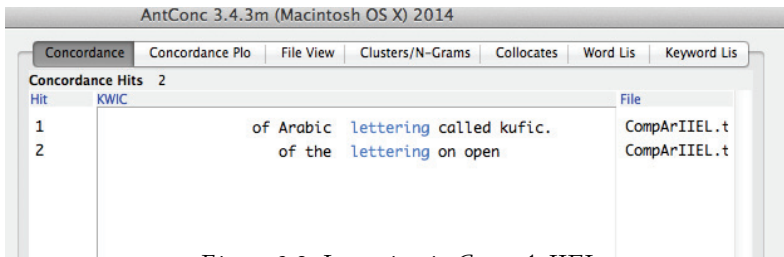 AntConc 3.4.3m (Macintosh OS X) 2014
Concordance Concordance Plo File View Clusters/N-Grams Collocates Word Lis Keyword Lis
Concordance Hits 2
Hit KWIC File
1 of Arabic lettering called kufic. CompArIIEL.t
2 of the lettering on open CompArIIEL.t